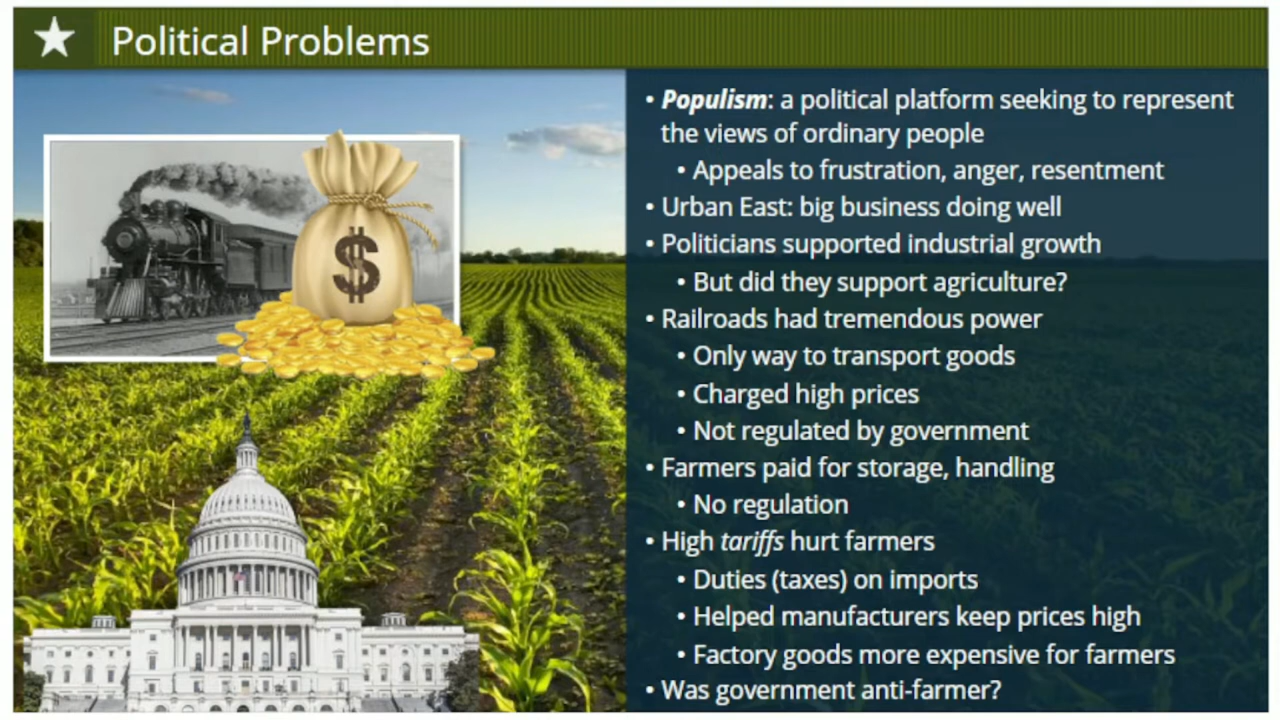 Political Problems
$
• Populism: a political platform seeking to represent
the views of ordinary people
• Appeals to frustration, anger, resentment
• Urban East: big business doing well
• Politicians supported industrial growth
• But did they support agriculture?
• Railroads had tremendous power
• Only way to transport goods
• Charged high prices
• Not regulated by government
• Farmers paid for storage, handling
• No regulation
• High tariffs hurt farmers
• Duties (taxes) on imports
• Helped manufacturers keep prices high
• Factory goods more expensive for farmers
• Was government anti-farmer?